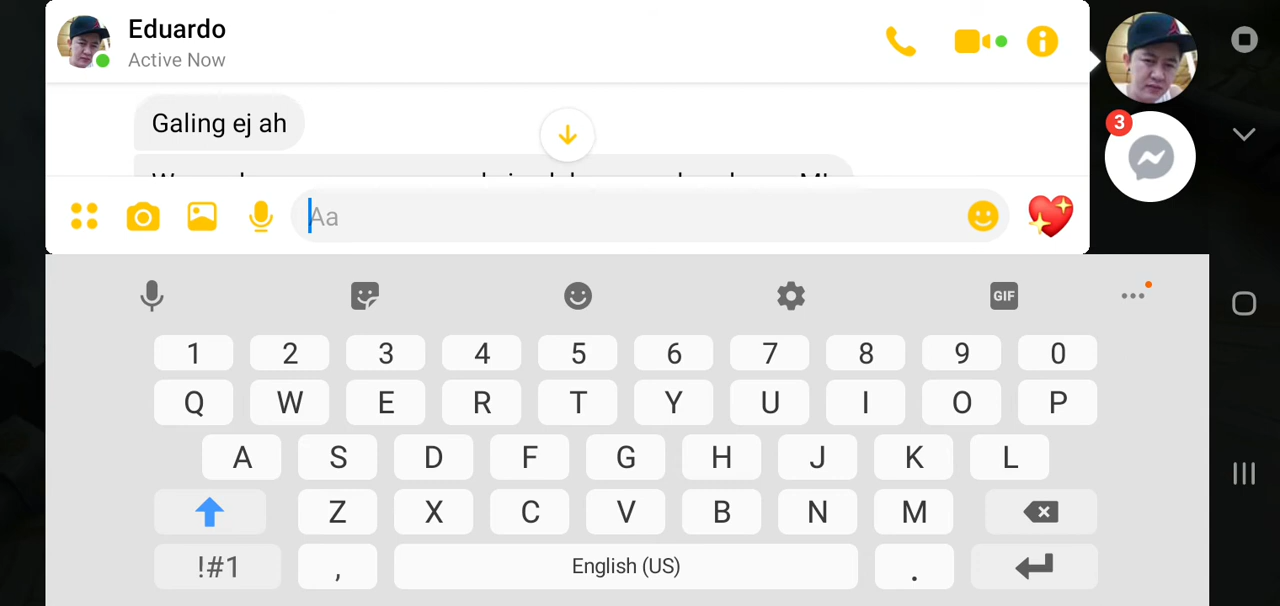 Eduardo
Active Now
3
Galing ej ah
Aa
GIF
1 2 3 4 5 6 7 8 9 0
Q W E R T Y U I O P
A S D F G H J K L
Z X C V B N M
!#1 , English (US) .